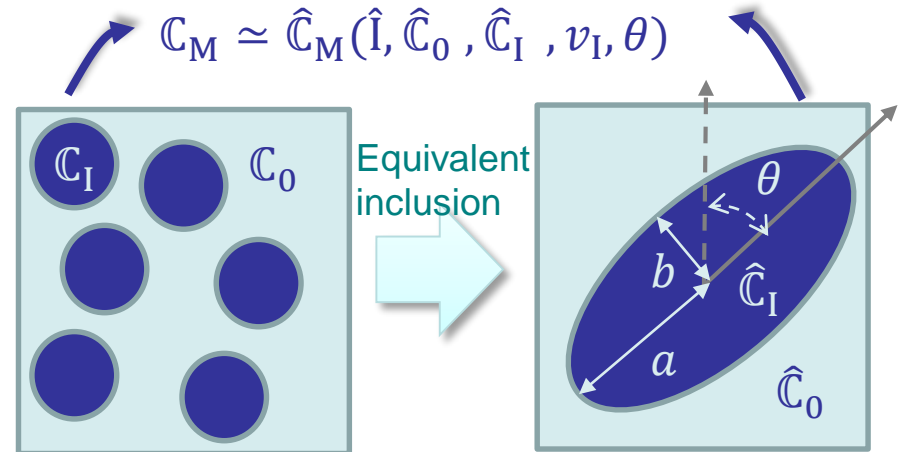 ℂ_M ≃ ℂ̂_M(Î, ℂ̂_0 , ℂ̂_I , v_I, θ)
ℂ_I
ℂ_0
Equivalent
inclusion
θ
b
ℂ̂_I
a
ℂ̂_0